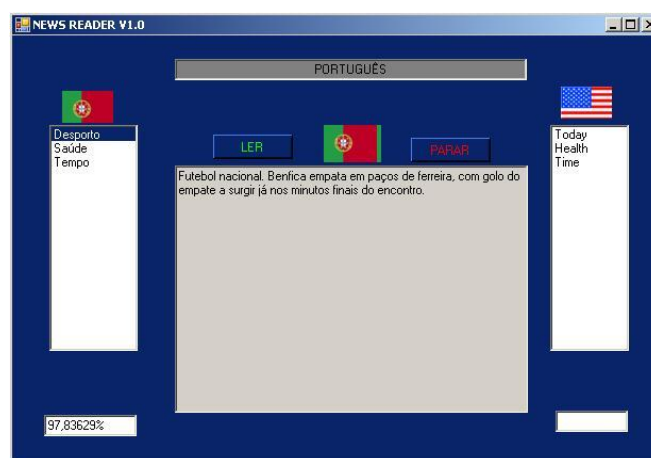 NEWS READER V1.0
PORTUGUÊS
Desporto
Saúde
Tempo
LER
PARAR
Today
Health
Time
Futebol nacional. Benfica empata em paços de ferreira, com golo do
empate a surgir já nos minutos finais do encontro.
97,83629%